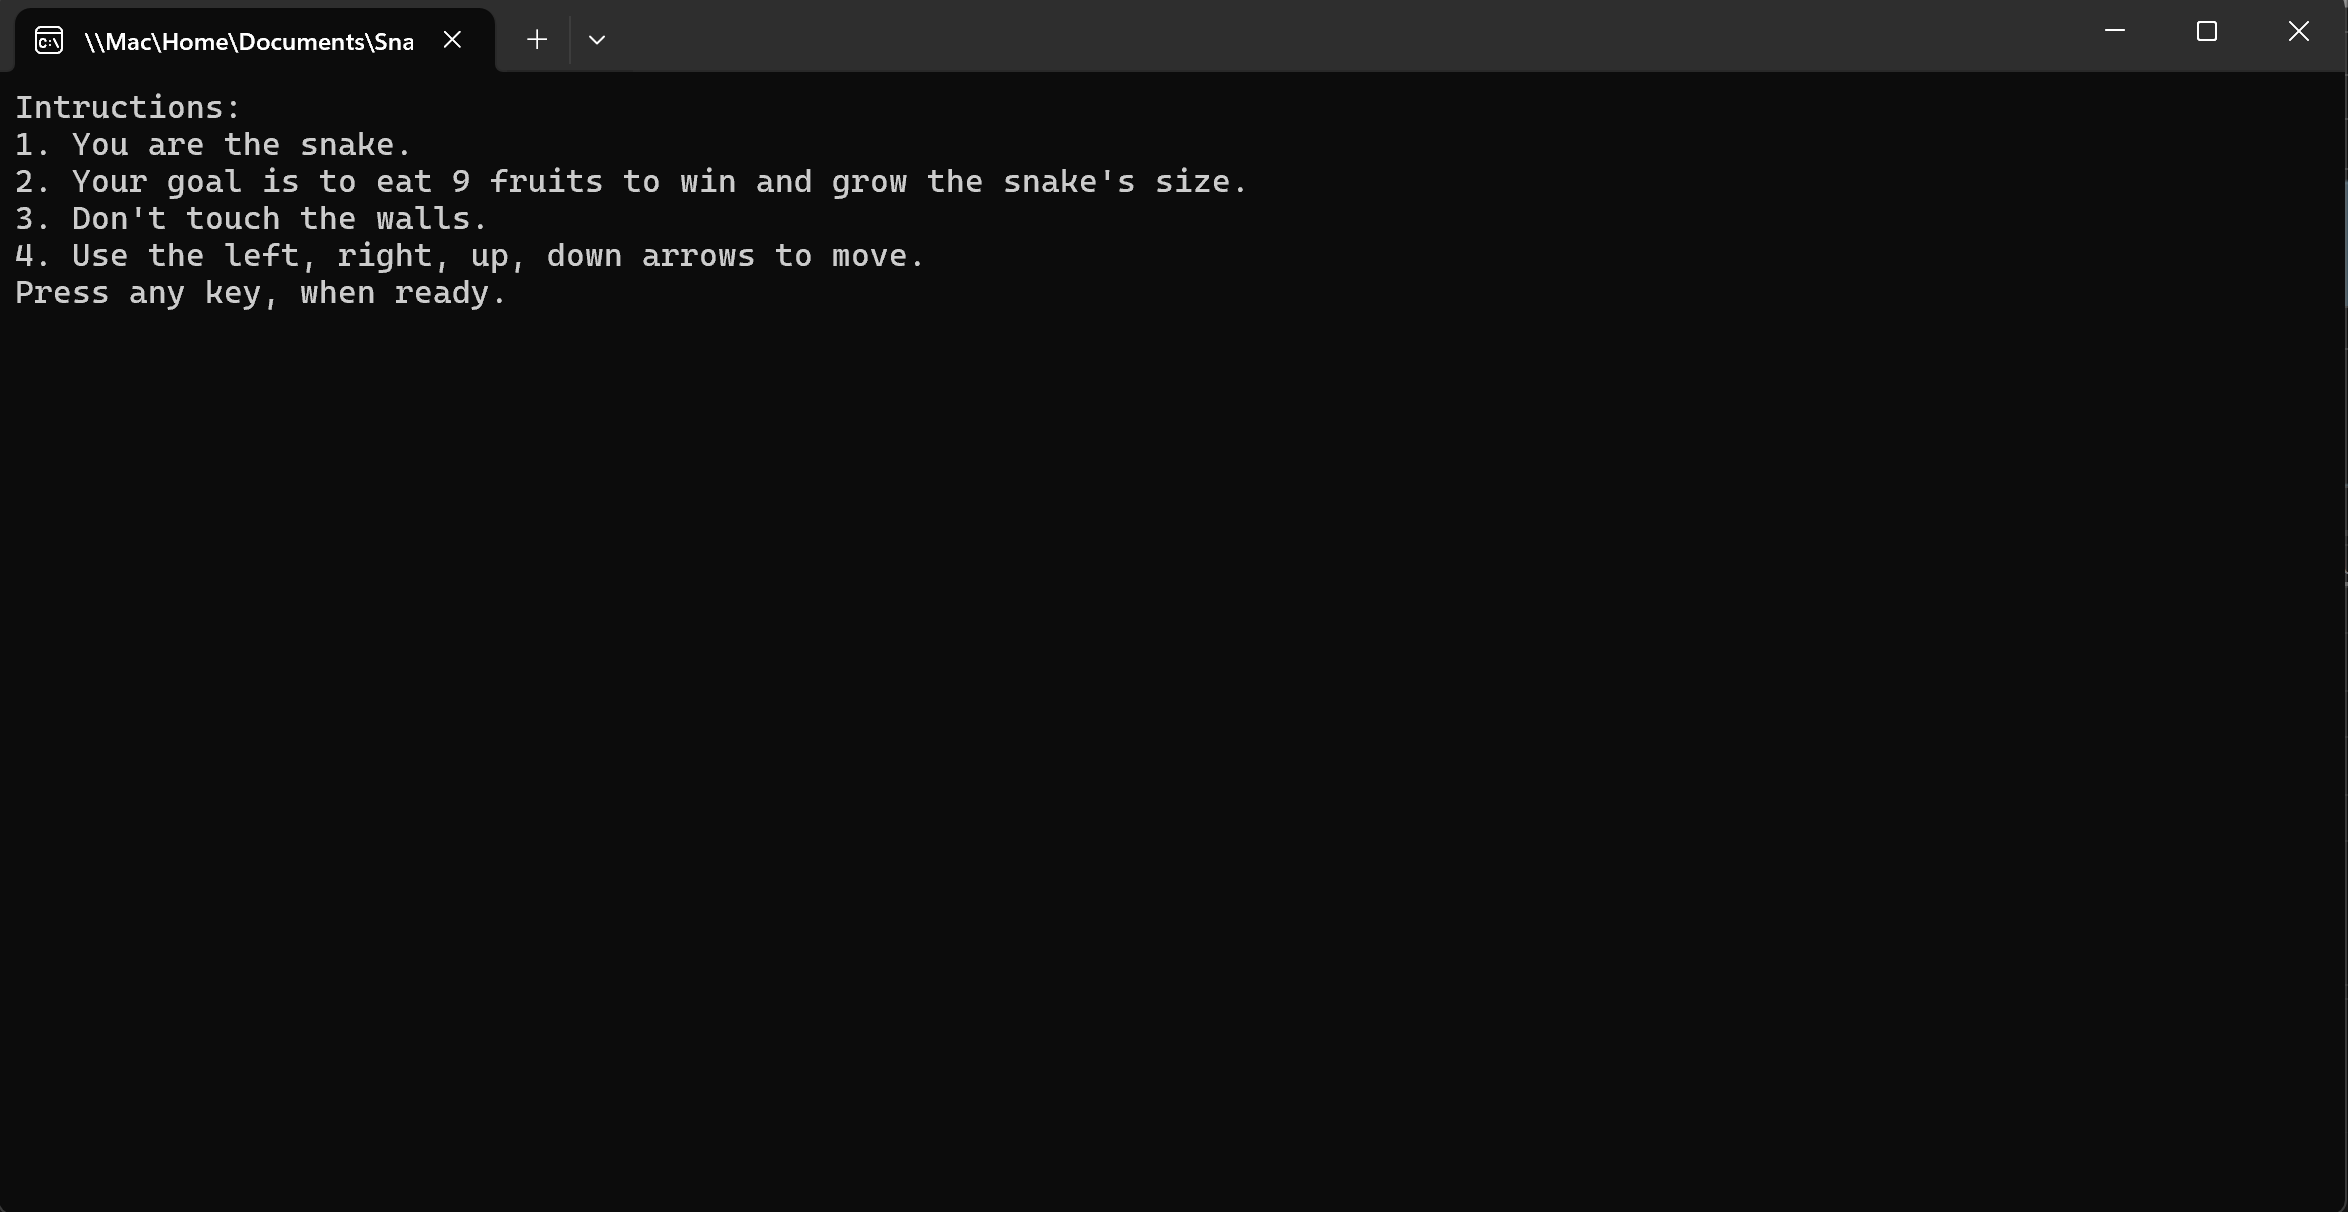 \\Mac\Home\Documents\Sna
Intructions:
1. You are the snake.
2. Your goal is to eat 9 fruits to win and grow the snake's size.
3. Don't touch the walls.
4. Use the left, right, up, down arrows to move.
Press any key, when ready.